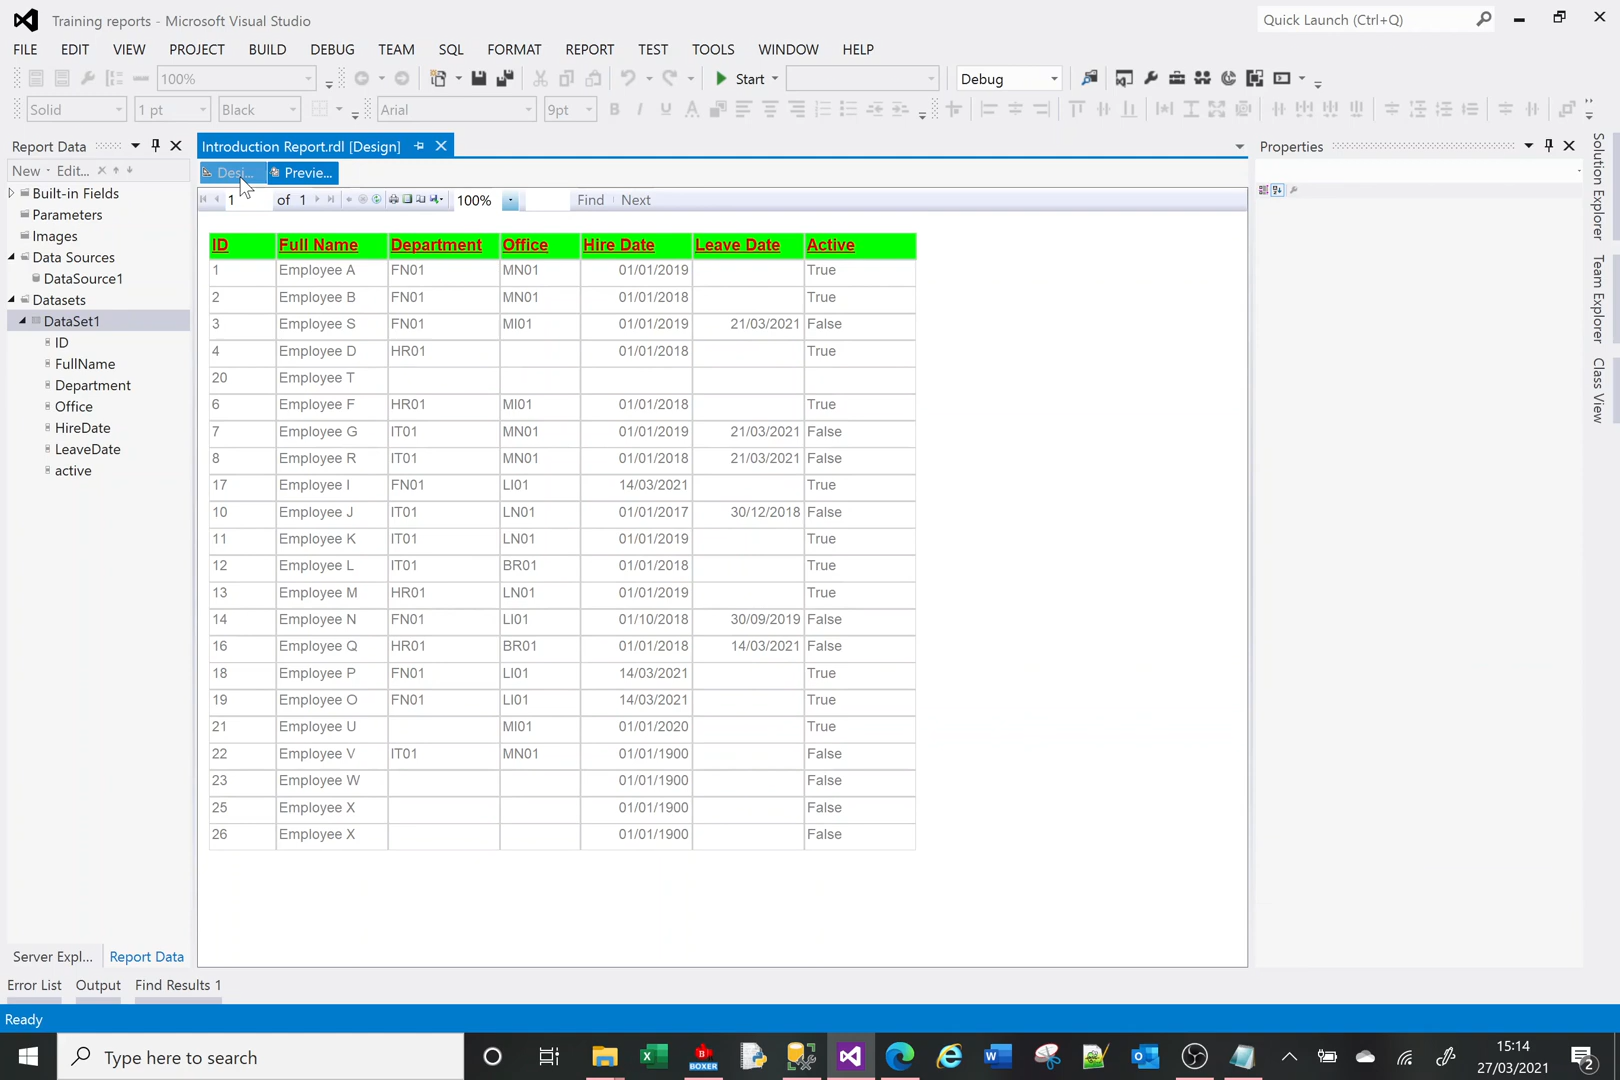 Training reports - Microsoft Visual Studio
Quick Launch (Ctrl+Q)
FILE EDIT VIEW PROJECT BUILD DEBUG TEAM SQL FORMAT REPORT TEST TOOLS WINDOW HELP
100% Start Debug
Solid 1 pt Black Arial 9pt B I U A
Report Data
Introduction Report.rdl [Design]
Properties
New Edit...
Desi... Previe...
1 of 1 100% Find Next
Built-in Fields
Parameters
Images
Data Sources
DataSource1
Datasets
DataSet1
ID
FullName
Department
Office
HireDate
LeaveDate
active
ID Full Name Department Office Hire Date Leave Date Active
1 Employee A FN01 MN01 01/01/2019 True
2 Employee B FN01 MN01 01/01/2018 True
3 Employee S FN01 MI01 01/01/2019 21/03/2021 False
4 Employee D HR01 01/01/2018 True
20 Employee T
6 Employee F HR01 MI01 01/01/2018 True
7 Employee G IT01 MN01 01/01/2019 21/03/2021 False
8 Employee R IT01 MN01 01/01/2018 21/03/2021 False
17 Employee I FN01 LI01 14/03/2021 True
10 Employee J IT01 LN01 01/01/2017 30/12/2018 False
11 Employee K IT01 LN01 01/01/2019 True
12 Employee L IT01 BR01 01/01/2018 True
13 Employee M HR01 LN01 01/01/2019 True
14 Employee N FN01 LI01 01/10/2018 30/09/2019 False
16 Employee Q HR01 BR01 01/01/2018 14/03/2021 False
18 Employee P FN01 LI01 14/03/2021 True
19 Employee O FN01 LI01 14/03/2021 True
21 Employee U MI01 01/01/2020 True
22 Employee V IT01 MN01 01/01/1900 False
23 Employee W 01/01/1900 False
25 Employee X 01/01/1900 False
26 Employee X 01/01/1900 False
Solution Explorer
Team Explorer
Class View
Server Expl... Report Data
Error List Output Find Results 1
Ready
Type here to search
BOXER
15:14
27/03/2021
2